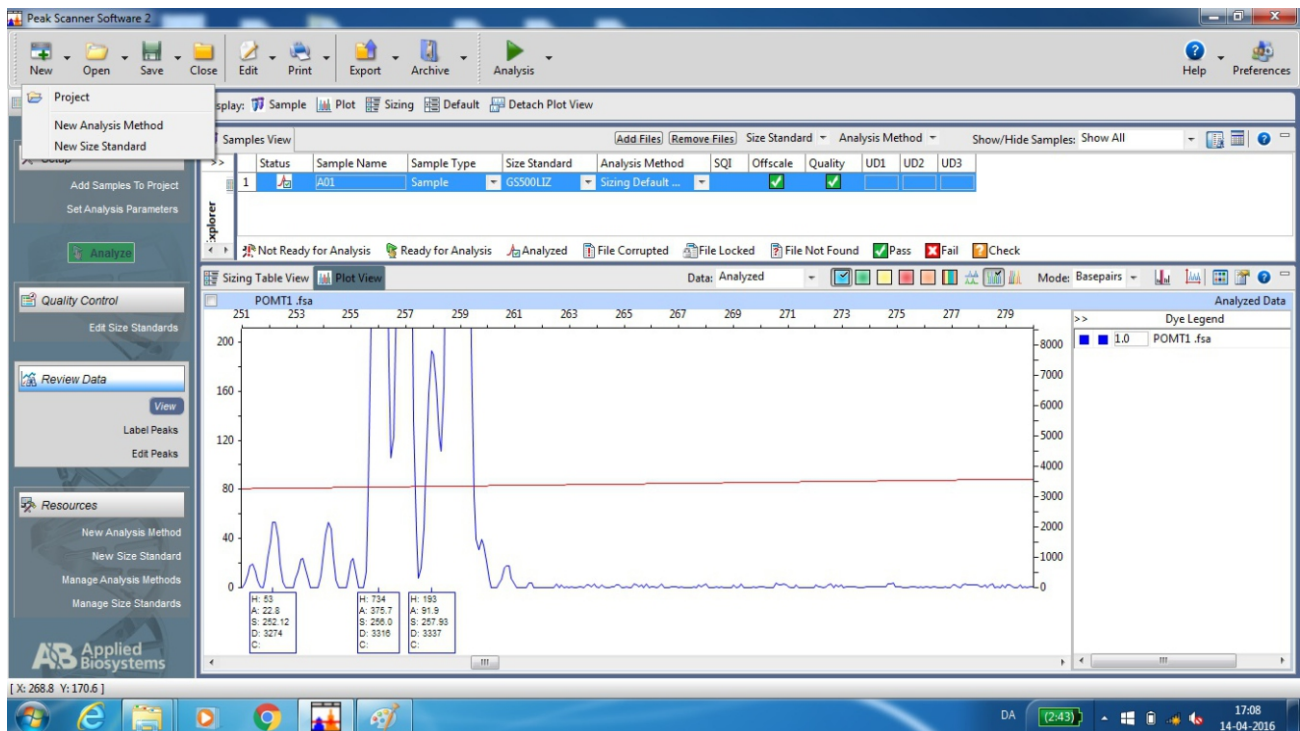 Peak Scanner Software 2
New Open Save Close Edit Print Export Archive Analysis Help Preferences
Project
New Analysis Method
New Size Standard
splay: Sample Plot Sizing Default Detach Plot View
Samples View Add Files Remove Files Size Standard Analysis Method Show/Hide Samples: Show All
>> Status Sample Name Sample Type Size Standard Analysis Method SQI Offscale Quality UD1 UD2 UD3
1 A01 Sample GS500LIZ Sizing Default ...
Not Ready for Analysis Ready for Analysis Analyzed File Corrupted File Locked File Not Found Pass Fail Check
Setup
Add Samples To Project
Set Analysis Parameters
Analyze
Quality Control
Edit Size Standards
Review Data
View
Label Peaks
Edit Peaks
Resources
New Analysis Method
New Size Standard
Manage Analysis Methods
Manage Size Standards
AB Applied
Biosystems
xplorer
Sizing Table View Plot View Data: Analyzed Mode: Basepairs
POMT1 .fsa Analyzed Data
251 253 255 257 259 261 263 265 267 269 271 273 275 277 279
200
160
120
80
40
0
8000
7000
6000
5000
4000
3000
2000
1000
0
>> Dye Legend
1.0 POMT1 .fsa
H: 53
A: 22.8
S: 252.12
D: 3274
C:
H: 734
A: 375.7
S: 256.0
D: 3316
C:
H: 193
A: 91.9
S: 257.93
D: 3337
C:
[ X: 268.8 Y: 170.6 ]
DA (2:43) 17:08
14-04-2016